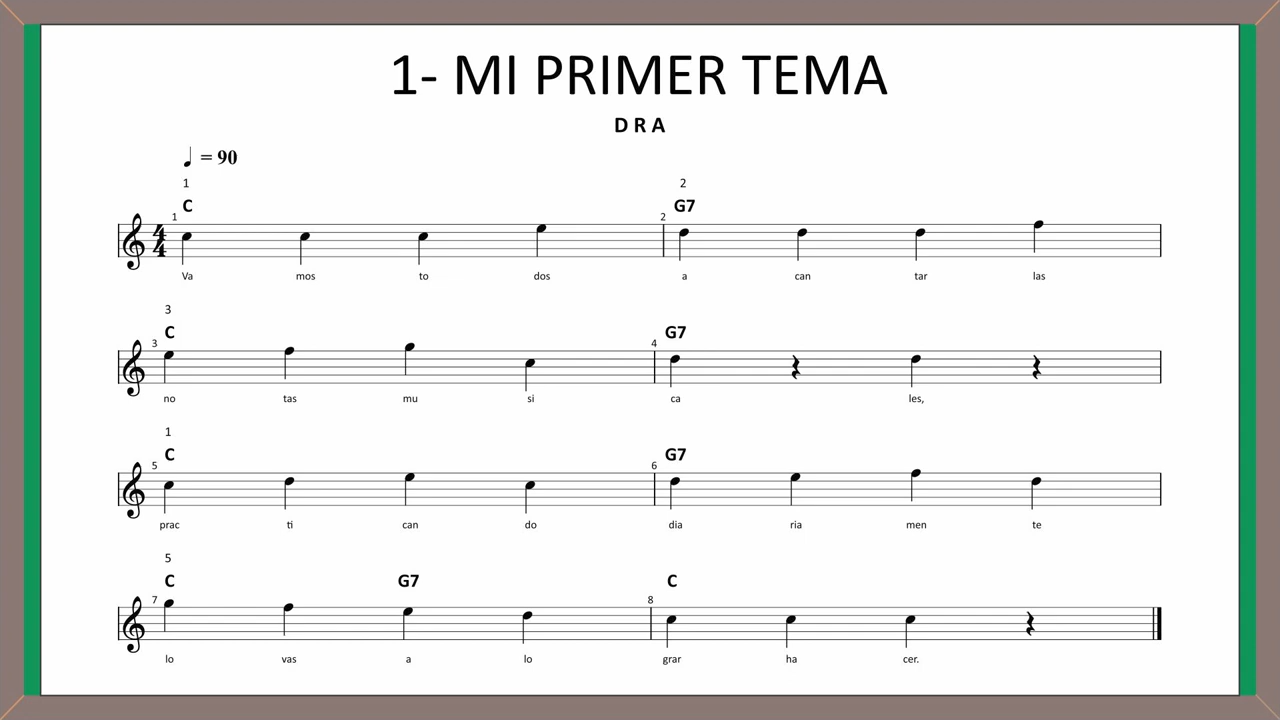 1- MI PRIMER TEMA
D R A
= 90
1 2
C G7
1 2
4
4
Va mos to dos a can tar las
3
C G7
3 4
no tas mu si ca les,
1
C G7
5 6
prac ti can do dia ria men te
5
C G7 C
7 8
lo vas a lo grar ha cer.